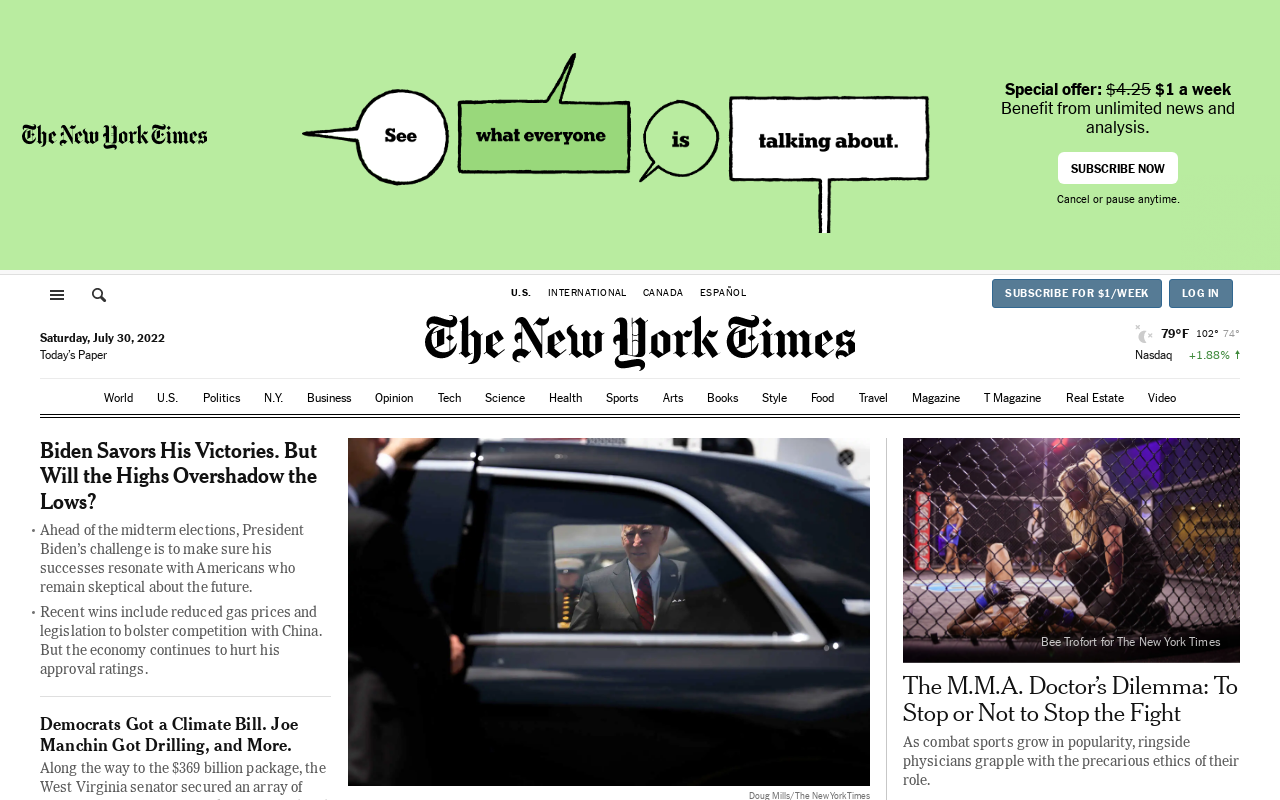 The New York Times
See
what everyone
is
talking about.
Special offer: $4.25 $1 a week
Benefit from unlimited news and
analysis.
SUBSCRIBE NOW
Cancel or pause anytime.
U.S. INTERNATIONAL CANADA ESPAÑOL
SUBSCRIBE FOR $1/WEEK
LOG IN
Saturday, July 30, 2022
Today's Paper
The New York Times
79°F 102° 74°
Nasdaq +1.88% ↑
World U.S. Politics N.Y. Business Opinion Tech Science Health Sports Arts Books Style Food Travel Magazine T Magazine Real Estate Video
Biden Savors His Victories. But
Will the Highs Overshadow the
Lows?
• Ahead of the midterm elections, President
Biden's challenge is to make sure his
successes resonate with Americans who
remain skeptical about the future.
• Recent wins include reduced gas prices and
legislation to bolster competition with China.
But the economy continues to hurt his
approval ratings.
Democrats Got a Climate Bill. Joe
Manchin Got Drilling, and More.
Along the way to the $369 billion package, the
West Virginia senator secured an array of
Doug Mills/The New York Times
Bee Trofort for The New York Times
The M.M.A. Doctor's Dilemma: To
Stop or Not to Stop the Fight
As combat sports grow in popularity, ringside
physicians grapple with the precarious ethics of their
role.